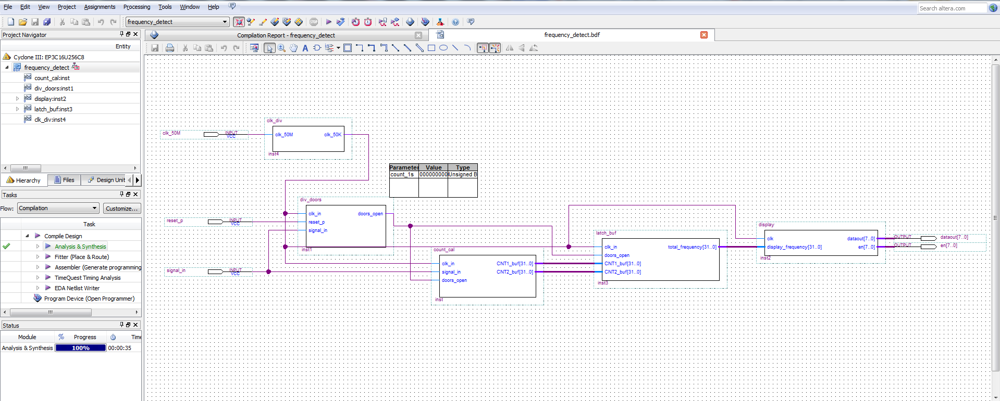 File Edit View Project Assignments Processing Tools Window Help
Search altera.com
frequency_detect
Project Navigator
Entity
Cyclone III: EP3C16U256C8
frequency_detect
count_cal:inst
div_doors:inst1
display:inst2
latch_buf:inst3
clk_div:inst4
Hierarchy Files Design Unit
Tasks
Flow: Compilation Customize...
Task
Compile Design
Analysis & Synthesis
Fitter (Place & Route)
Assembler (Generate programming
TimeQuest Timing Analysis
EDA Netlist Writer
Program Device (Open Programmer)
Status
Module % Progress Time
Analysis & Synthesis 100% 00:00:35
Compilation Report - frequency_detect
frequency_detect.bdf
clk_div
clk_50M INPUT VCC
clk_50M clk_50K
inst4
Parameter Value Type
count_1s 000000000 Unsigned B
div_doors
clk_in doors_open
reset_p INPUT VCC
reset_p
signal_in
inst1
signal_in INPUT VCC
count_cal
clk_in CNT1_buf[31..0]
signal_in CNT2_buf[31..0]
doors_open
inst
latch_buf
clk_in total_frequency[31..0]
doors_open
CNT1_buf[31..0]
CNT2_buf[31..0]
inst3
display
clk dataout[7..0]
display_frequency[31..0] en[7..0]
inst2
OUTPUT dataout[7..0]
OUTPUT en[7..0]